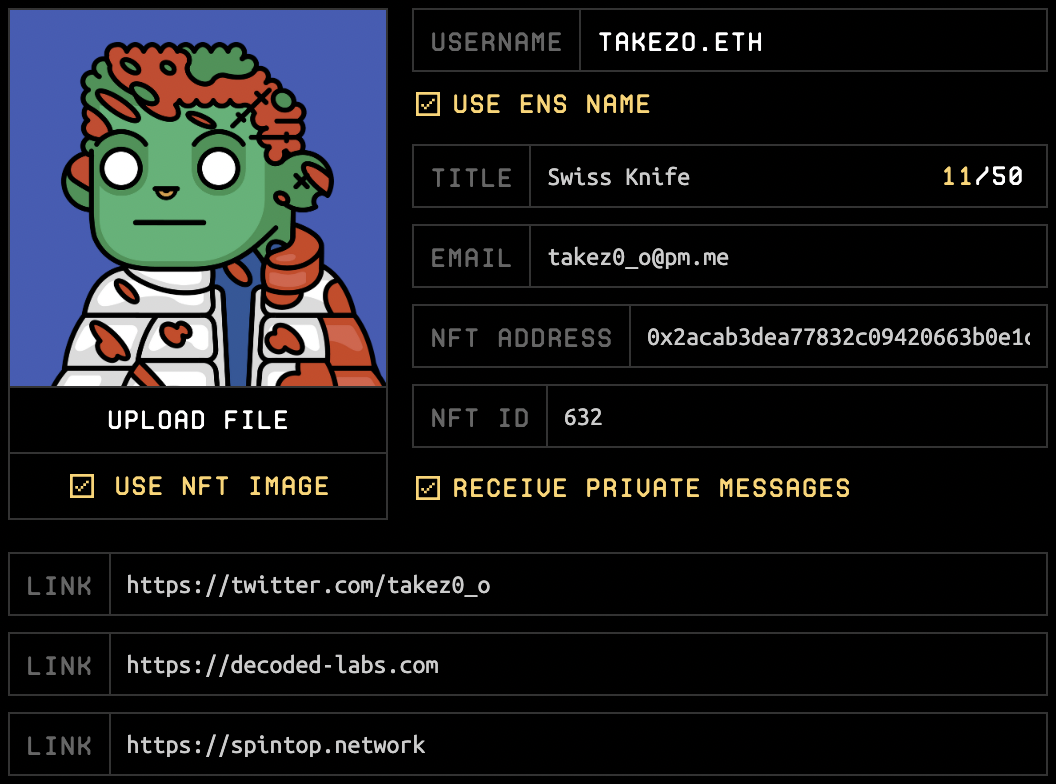 USERNAME TAKEZO.ETH
USE ENS NAME
TITLE Swiss Knife 11/50
EMAIL takez0_o@pm.me
NFT ADDRESS 0x2acab3dea77832c09420663b0e1c
NFT ID 632
UPLOAD FILE
USE NFT IMAGE
RECEIVE PRIVATE MESSAGES
LINK https://twitter.com/takez0_o
LINK https://decoded-labs.com
LINK https://spintop.network